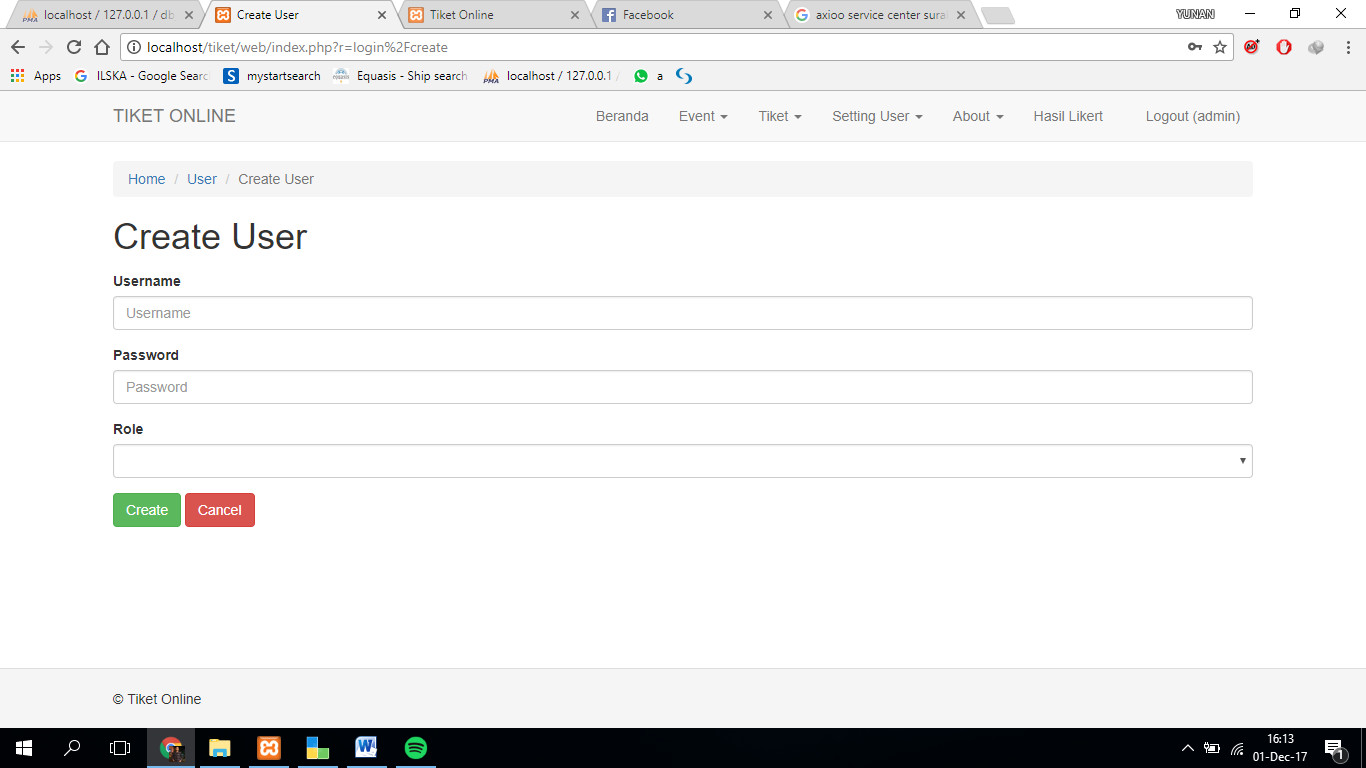 localhost / 127.0.0.1 / db
Create User
Tiket Online
Facebook
axioo service center sural
YUNAN
localhost/tiket/web/index.php?r=login%2Fcreate
Apps
ILSKA - Google Searc
mystartsearch
Equasis - Ship search
localhost / 127.0.0.1 /
a
TIKET ONLINE
Beranda
Event
Tiket
Setting User
About
Hasil Likert
Logout (admin)
Home / User / Create User
Create User
Username
Username
Password
Password
Role
Create
Cancel
© Tiket Online
16:13
01-Dec-17
1